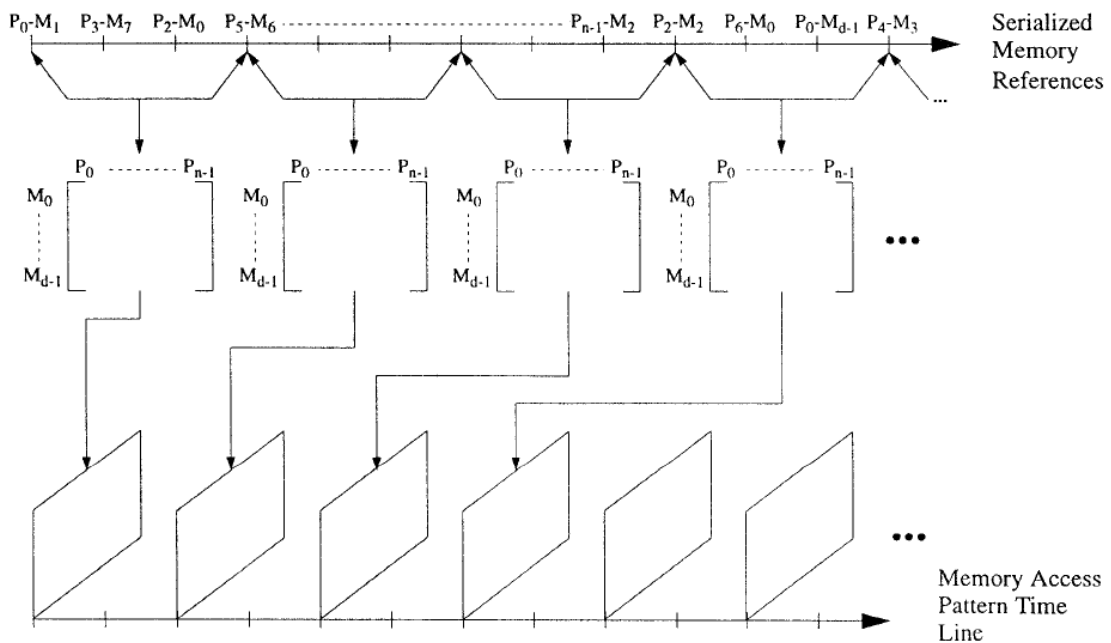 P0-M1 P3-M7 P2-M0 P5-M6 Pn-1-M2 P2-M2 P6-M0 P0-Md-1 P4-M3
Serialized
Memory
References
...
P0 Pn-1 P0 Pn-1 P0 Pn-1 P0 Pn-1
M0 M0 M0 M0
Md-1 Md-1 Md-1 Md-1
•••
•••
Memory Access
Pattern Time
Line